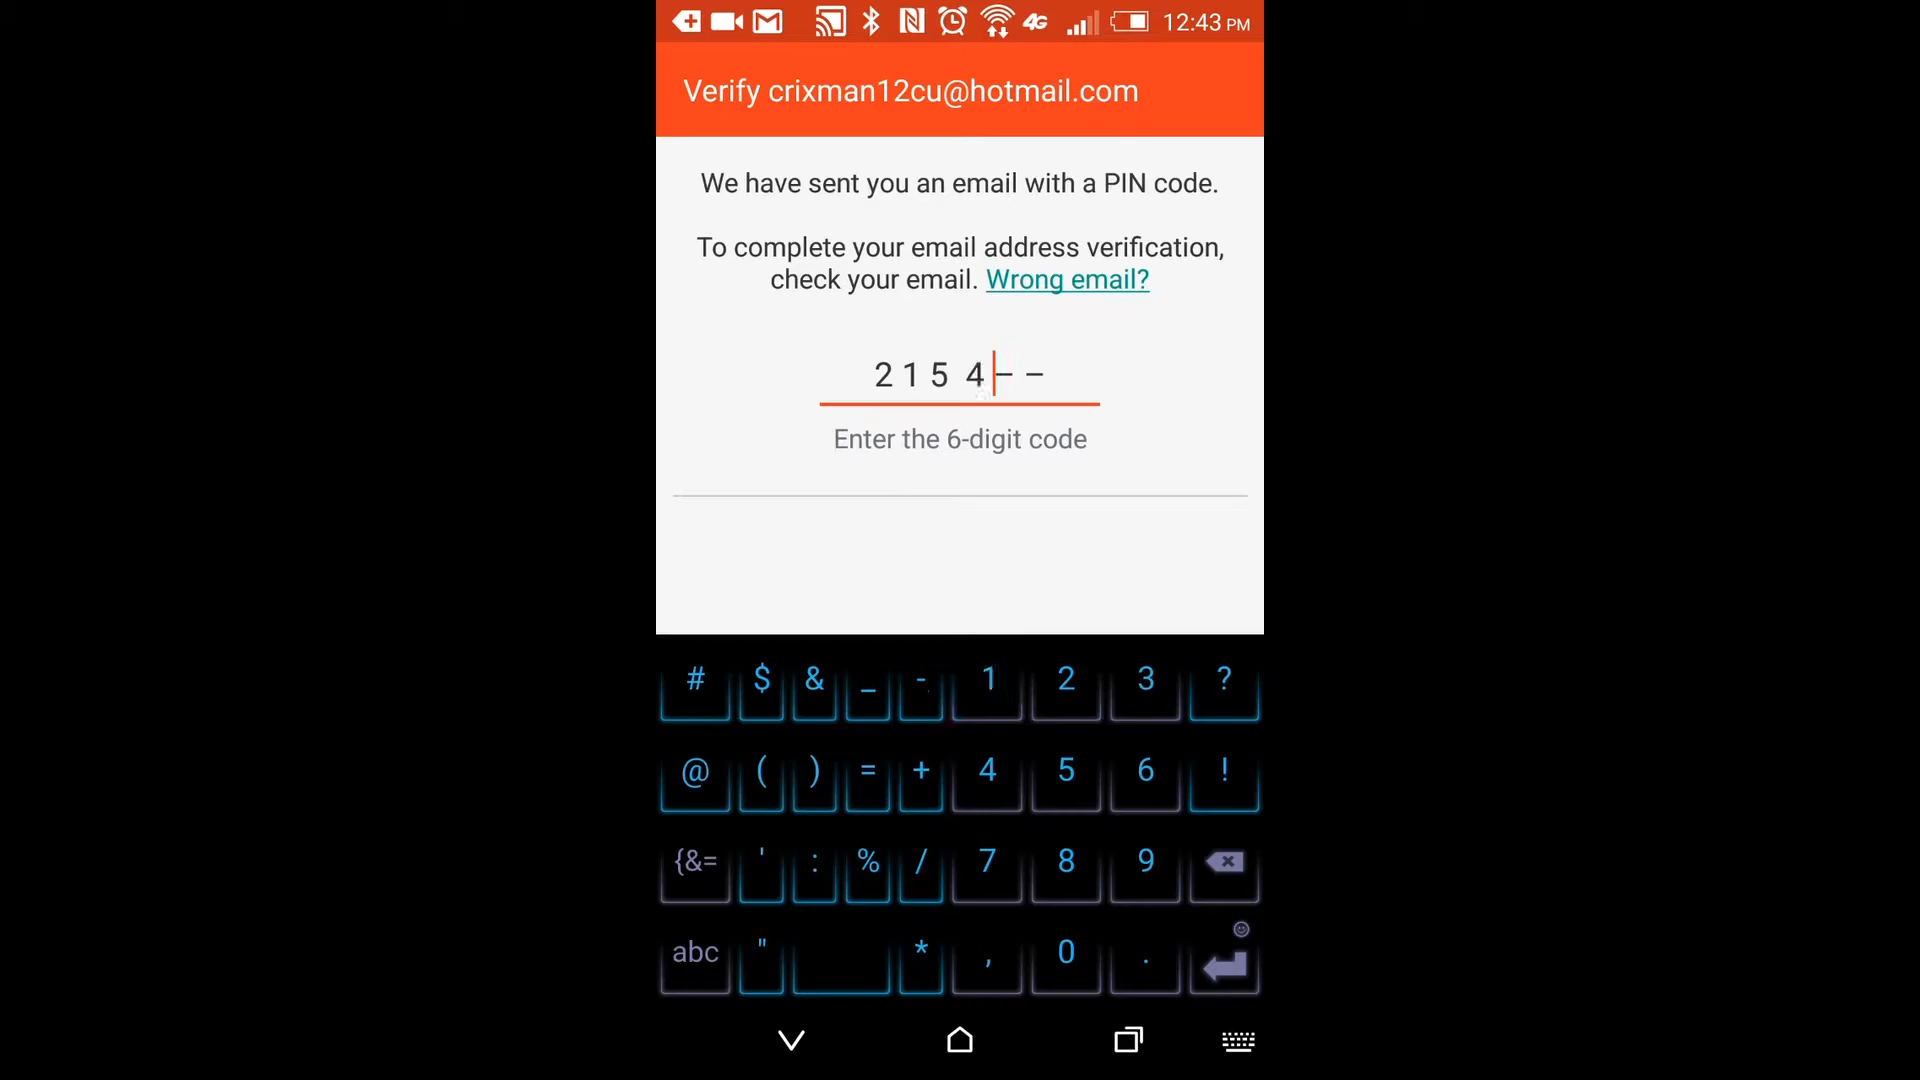 4G 12:43 PM
Verify crixman12cu@hotmail.com
We have sent you an email with a PIN code.
To complete your email address verification,
check your email. Wrong email?
2 1 5 4 – –
Enter the 6-digit code
# $ & _ - 1 2 3 ?
@ ( ) = + 4 5 6 !
{&= ' : % / 7 8 9
abc " * , 0 .